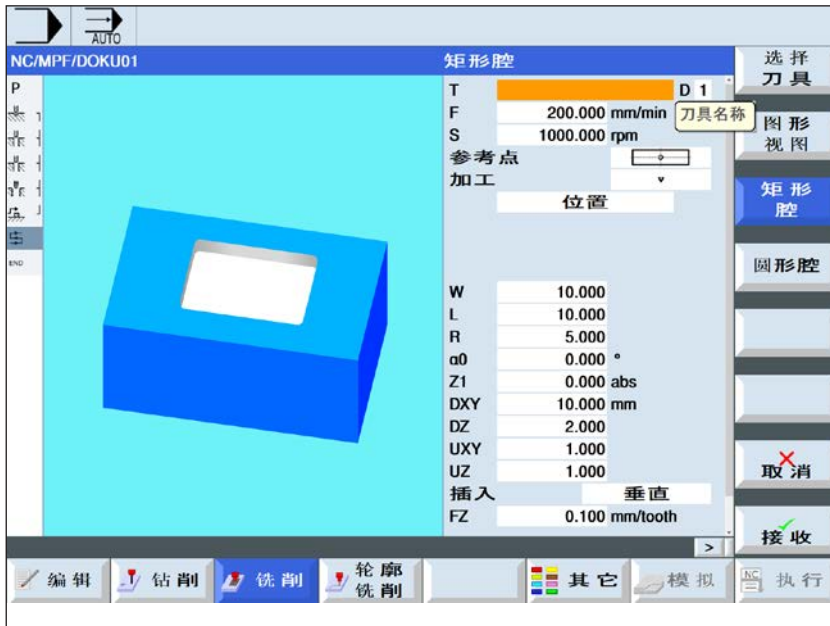 AUTO
NC/MPF/DOKU01
矩形腔
P
END
T D 1
刀具名称
F 200.000 mm/min
S 1000.000 rpm
参考点
加工 ▽
位置
W 10.000
L 10.000
R 5.000
α0 0.000 °
Z1 0.000 abs
DXY 10.000 mm
DZ 2.000
UXY 1.000
UZ 1.000
插入 垂直
FZ 0.100 mm/tooth
>
选择
刀具
图形
视图
矩形
腔
圆形腔
取消
接收
编辑
钻削
铣削
轮廓
铣削
其它
模拟
NC
执行